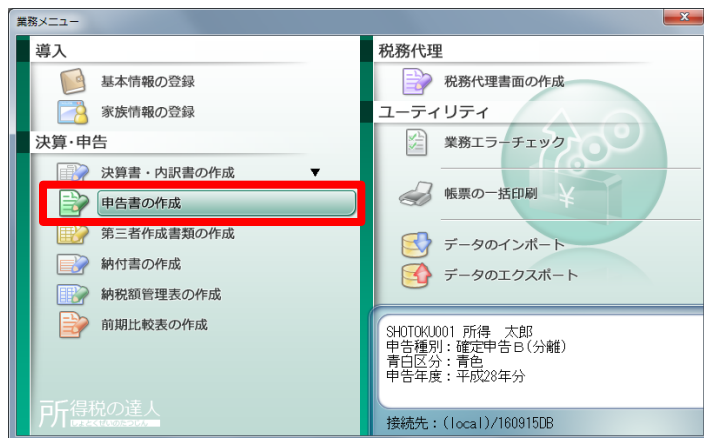 業務メニュー
導入
基本情報の登録
家族情報の登録
決算・申告
決算書・内訳書の作成 ▼
申告書の作成
第三者作成書類の作成
納付書の作成
納税額管理表の作成
前期比較表の作成
所得税の達人
税務代理
税務代理書面の作成
ユーティリティ
業務エラーチェック
帳票の一括印刷
データのインポート
データのエクスポート
SHOTOKU001 所得 太郎
申告種別：確定申告B(分離)
青白区分：青色
申告年度：平成28年分
接続先：(local)/160915DB